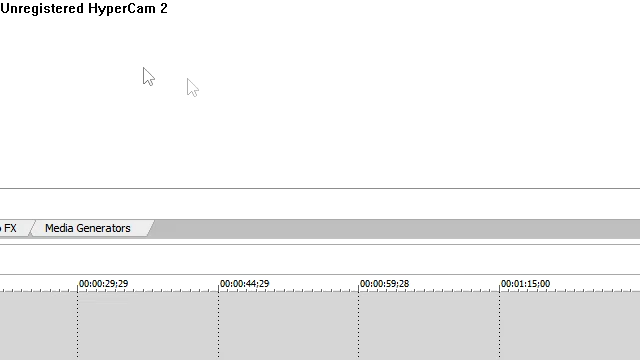 Unregistered HyperCam 2
FX
Media Generators
00:00:29;29
00:00:44;29
00:00:59;28
00:01:15;00